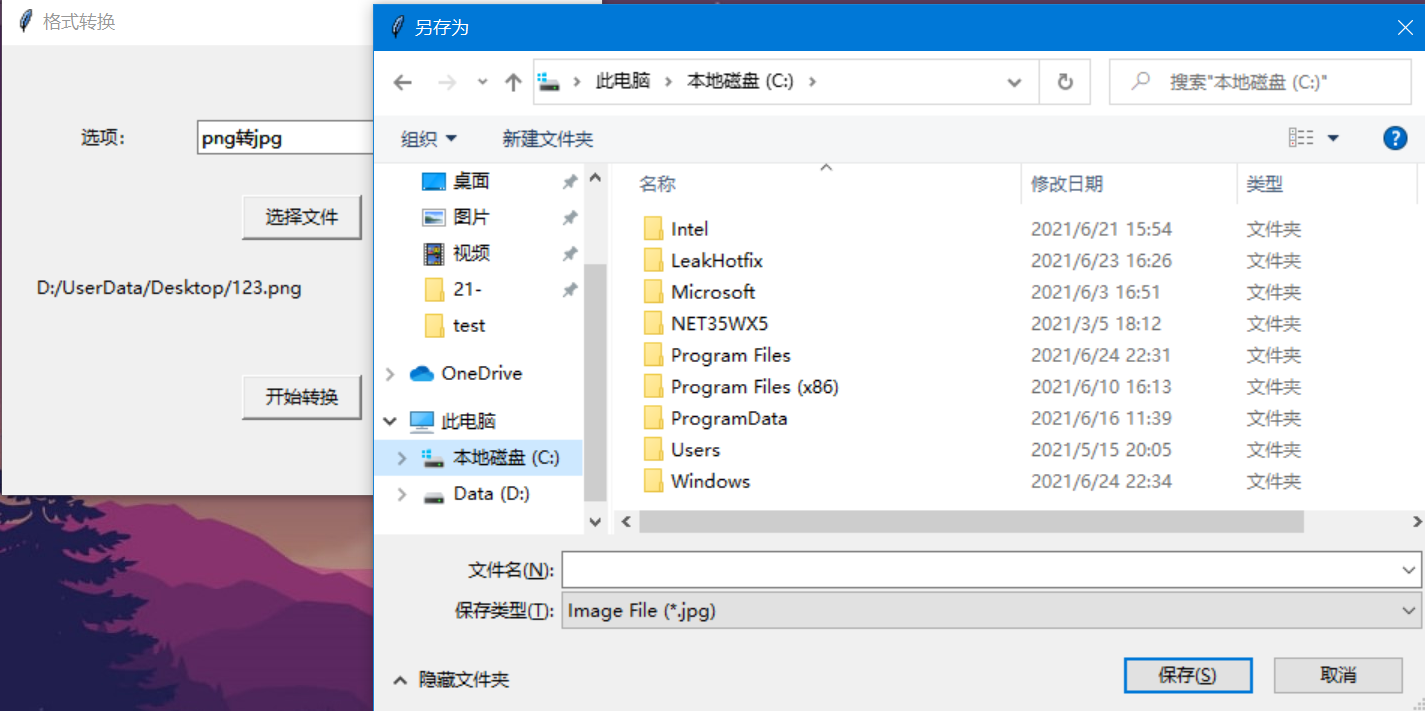 格式转换
选项：
png转jpg
选择文件
D:/UserData/Desktop/123.png
开始转换
另存为
此电脑 本地磁盘 (C:)
搜索"本地磁盘 (C:)"
组织 新建文件夹
桌面
图片
视频
21-
test
OneDrive
此电脑
本地磁盘 (C:)
Data (D:)
名称 修改日期 类型
Intel 2021/6/21 15:54 文件夹
LeakHotfix 2021/6/23 16:26 文件夹
Microsoft 2021/6/3 16:51 文件夹
NET35WX5 2021/3/5 18:12 文件夹
Program Files 2021/6/24 22:31 文件夹
Program Files (x86) 2021/6/10 16:13 文件夹
ProgramData 2021/6/16 11:39 文件夹
Users 2021/5/15 20:05 文件夹
Windows 2021/6/24 22:34 文件夹
文件名(N):
保存类型(T): Image File (*.jpg)
隐藏文件夹 保存(S) 取消